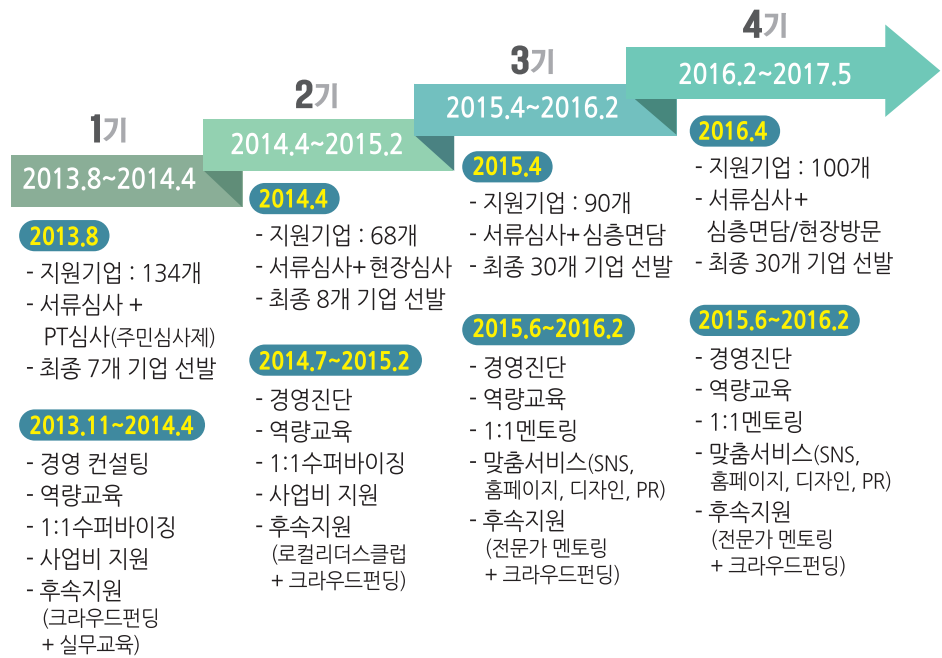 1기
2013.8~2014.4
2013.8
- 지원기업 : 134개
- 서류심사 +
PT심사(주민심사제)
- 최종 7개 기업 선발
2013.11~2014.4
- 경영 컨설팅
- 역량교육
- 1:1수퍼바이징
- 사업비 지원
- 후속지원
(크라우드펀딩
+ 실무교육)
2기
2014.4~2015.2
2014.4
- 지원기업 : 68개
- 서류심사+현장심사
- 최종 8개 기업 선발
2014.7~2015.2
- 경영진단
- 역량교육
- 1:1수퍼바이징
- 사업비 지원
- 후속지원
(로컬리더스클럽
+ 크라우드펀딩)
3기
2015.4~2016.2
2015.4
- 지원기업 : 90개
- 서류심사+심층면담
- 최종 30개 기업 선발
2015.6~2016.2
- 경영진단
- 역량교육
- 1:1멘토링
- 맞춤서비스(SNS,
홈페이지, 디자인, PR)
- 후속지원
(전문가 멘토링
+ 크라우드펀딩)
4기
2016.2~2017.5
2016.4
- 지원기업 : 100개
- 서류심사+
심층면담/현장방문
- 최종 30개 기업 선발
2015.6~2016.2
- 경영진단
- 역량교육
- 1:1멘토링
- 맞춤서비스(SNS,
홈페이지, 디자인, PR)
- 후속지원
(전문가 멘토링
+ 크라우드펀딩)